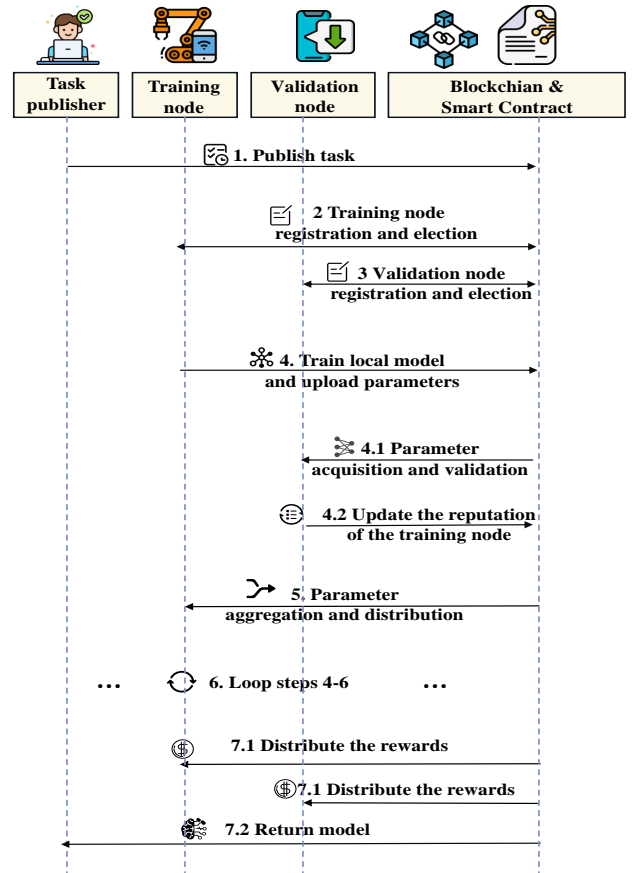 Task
publisher
Training
node
Validation
node
Blockchian &
Smart Contract
1. Publish task
2 Training node
registration and election
3 Validation node
registration and election
4. Train local model
and upload parameters
4.1 Parameter
acquisition and validation
4.2 Update the reputation
of the training node
5. Parameter
aggregation and distribution
... 6. Loop steps 4-6 ...
7.1 Distribute the rewards
7.1 Distribute the rewards
7.2 Return model